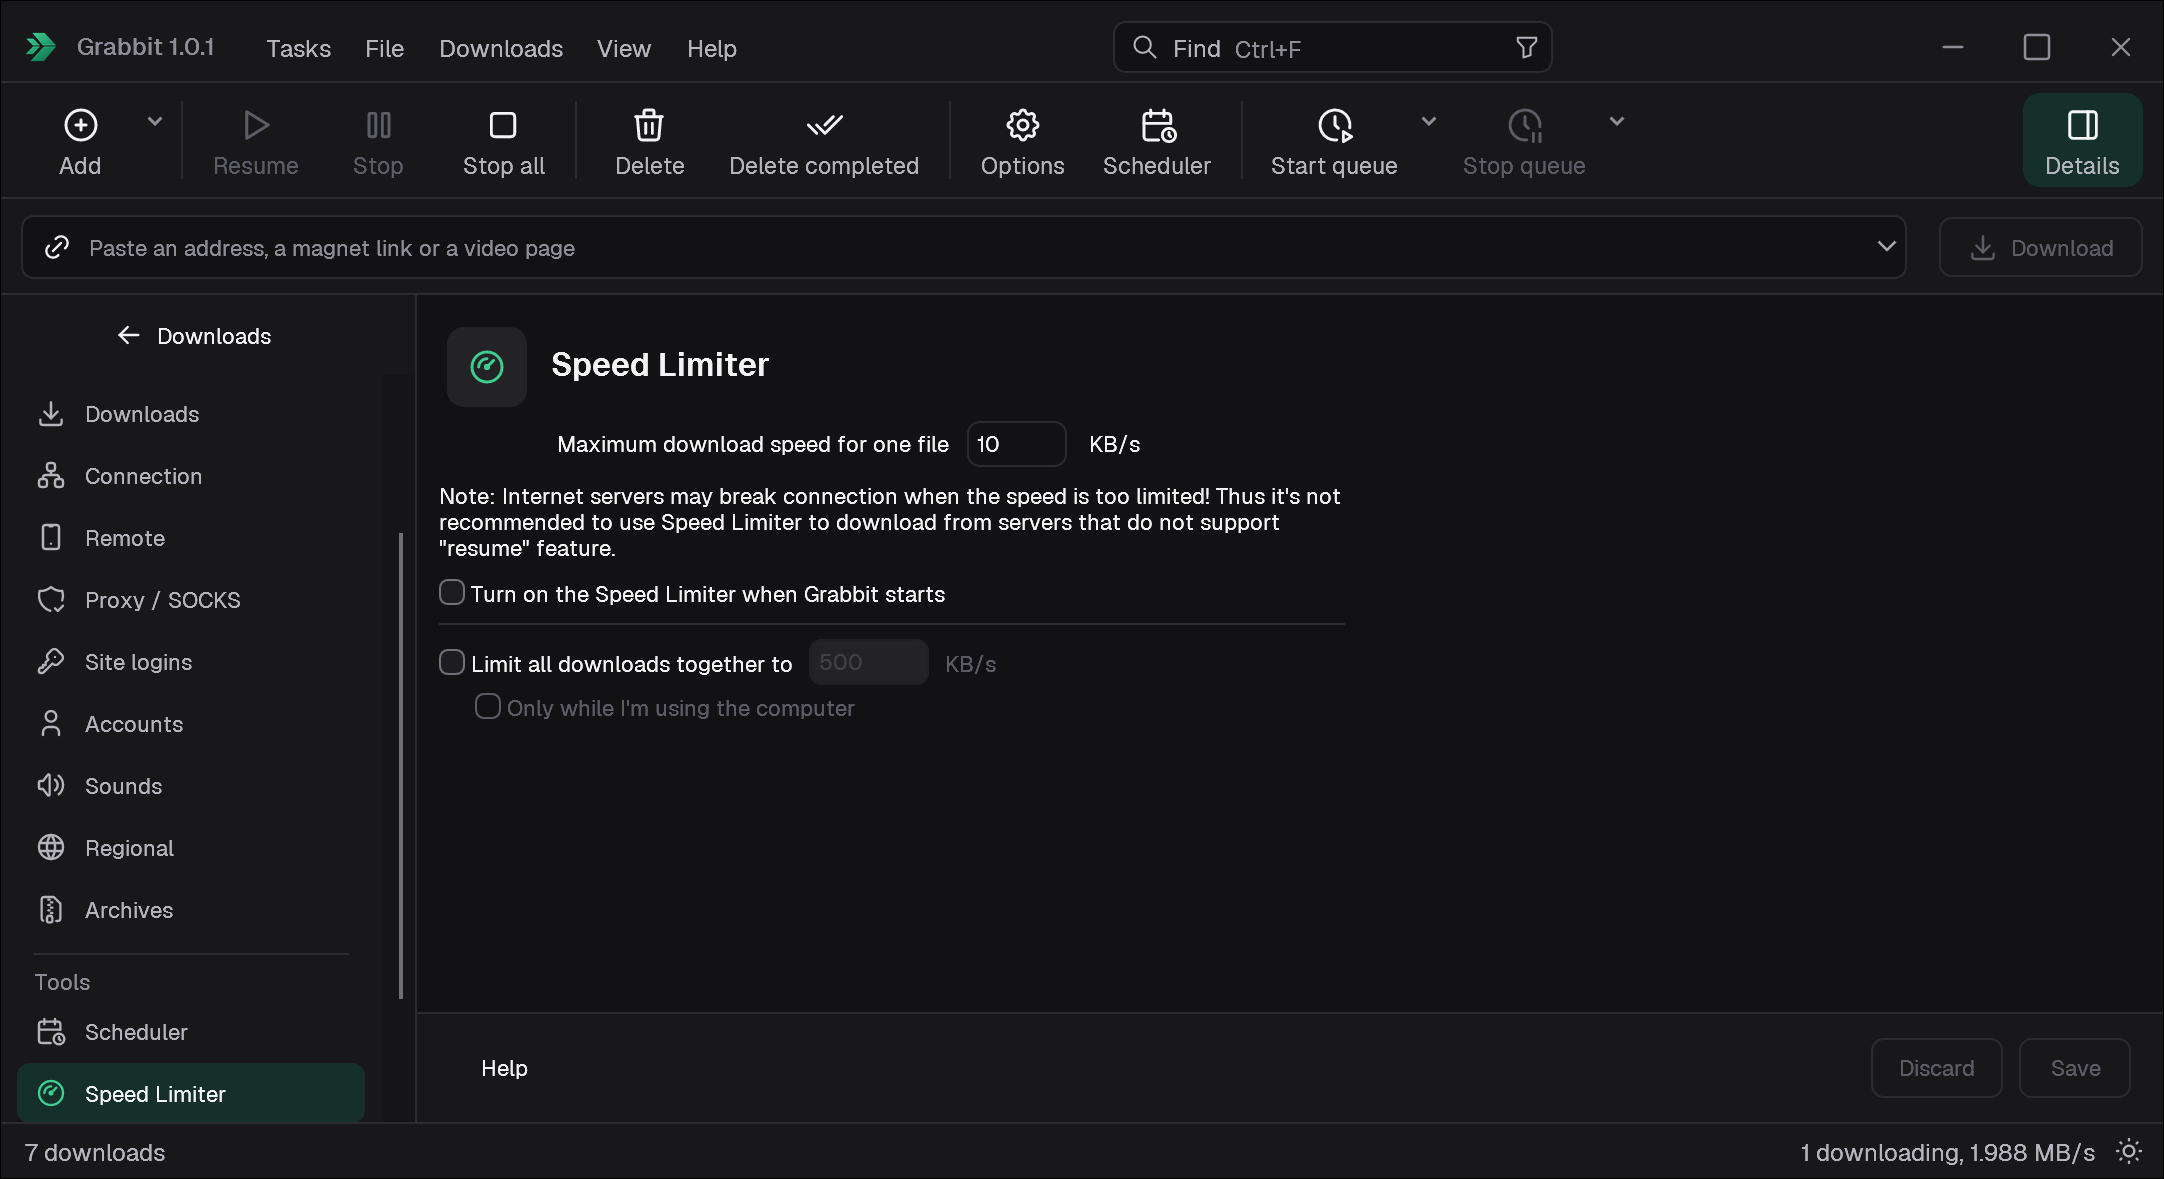 Grabbit 1.0.1
Tasks
File
Downloads
View
Help
Find Ctrl+F
Add
Resume
Stop
Stop all
Delete
Delete completed
Options
Scheduler
Start queue
Stop queue
Details
Paste an address, a magnet link or a video page
Download
Downloads
Downloads
Connection
Remote
Proxy / SOCKS
Site logins
Accounts
Sounds
Regional
Archives
Tools
Scheduler
Speed Limiter
Speed Limiter
Maximum download speed for one file 10 KB/s
Note: Internet servers may break connection when the speed is too limited! Thus it's not
recommended to use Speed Limiter to download from servers that do not support
"resume" feature.
Turn on the Speed Limiter when Grabbit starts
Limit all downloads together to 500 KB/s
Only while I'm using the computer
Help
Discard
Save
7 downloads
1 downloading, 1.988 MB/s